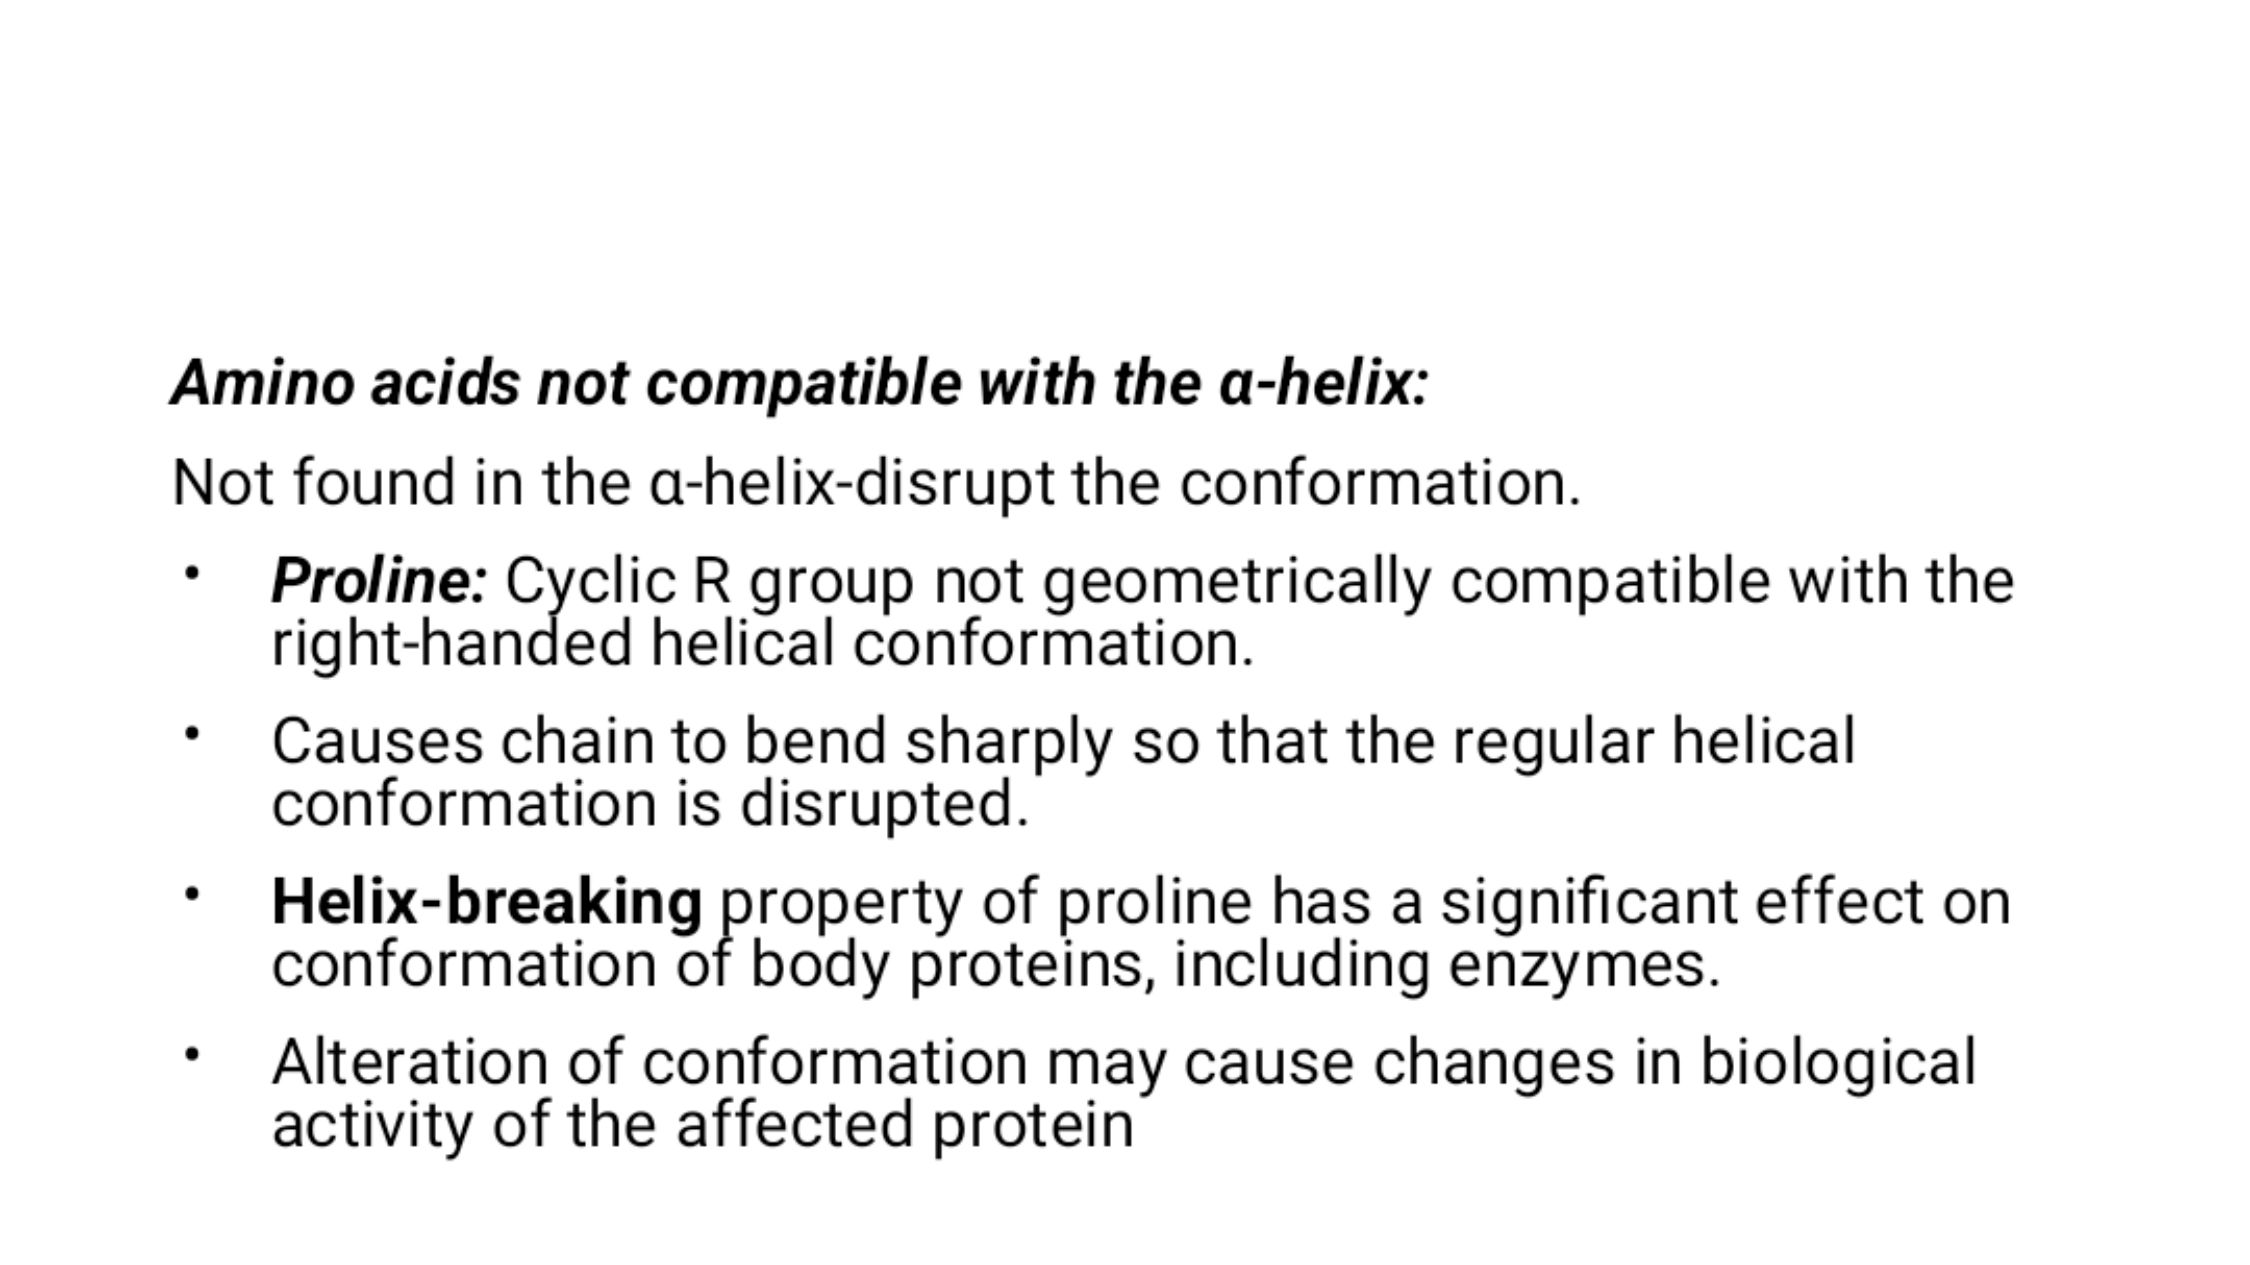 Amino acids not compatible with the α-helix:
Not found in the α-helix-disrupt the conformation.
• Proline: Cyclic R group not geometrically compatible with the
right-handed helical conformation.
• Causes chain to bend sharply so that the regular helical
conformation is disrupted.
• Helix-breaking property of proline has a significant effect on
conformation of body proteins, including enzymes.
• Alteration of conformation may cause changes in biological
activity of the affected protein